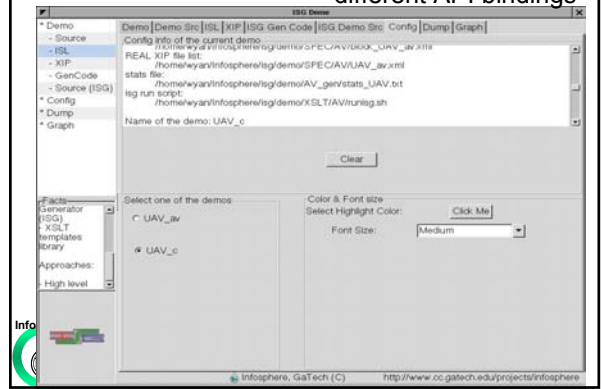 different API bindings
ISG Demo
* Demo
- Source
- ISL
- XIP
- GenCode
- Source (ISG)
* Config
* Dump
* Graph
Demo Demo Src ISL XIP ISG Gen Code ISG Demo Src Config Dump Graph
Config info of the current demo
/home/wyan/Infosphere/isg/demo/SPEC/AV/block_UAV_av.xml
REAL XIP file list:
/home/wyan/Infosphere/isg/demo/SPEC/AV/UAV_av.xml
stats file:
/home/wyan/Infosphere/isg/demo/AV_gen/stats_UAV.txt
isg run script:
/home/wyan/Infosphere/isg/demo/XSLT/AV/runisg.sh
Name of the demo: UAV_c
Clear
Facts
Generator
(ISG)
- XSLT
templates
library
Approaches:
- High level
Select one of the demos
UAV_av
UAV_c
Color & Font size
Select Highlight Color: Click Me
Font Size: Medium
Info
Infosphere, GaTech (C) http://www.cc.gatech.edu/projects/infosphere